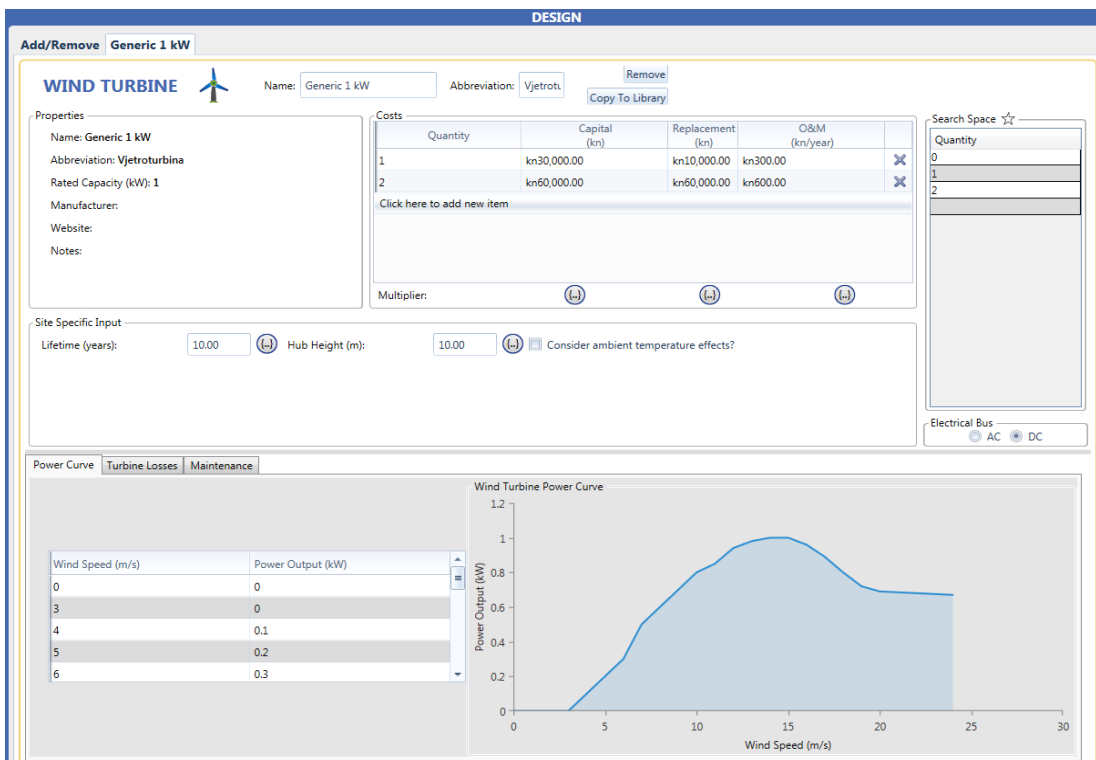 DESIGN
Add/Remove Generic 1 kW
WIND TURBINE
Name: Generic 1 kW
Abbreviation: Vjetrotu
Remove
Copy To Library
Properties
Name: Generic 1 kW
Abbreviation: Vjetroturbina
Rated Capacity (kW): 1
Manufacturer:
Website:
Notes:
Costs
Quantity Capital (kn) Replacement (kn) O&M (kn/year)
1 kn30,000.00 kn10,000.00 kn300.00
2 kn60,000.00 kn60,000.00 kn600.00
Click here to add new item
Multiplier: {..} {..} {..}
Search Space
Quantity
0
1
2
Site Specific Input
Lifetime (years): 10.00 {..} Hub Height (m): 10.00 {..} Consider ambient temperature effects?
Electrical Bus
AC DC
Power Curve Turbine Losses Maintenance
Wind Speed (m/s) Power Output (kW)
0 0
3 0
4 0.1
5 0.2
6 0.3
Wind Turbine Power Curve
Power Output (kW)
1.2
1
0.8
0.6
0.4
0.2
0
0 5 10 15 20 25 30
Wind Speed (m/s)